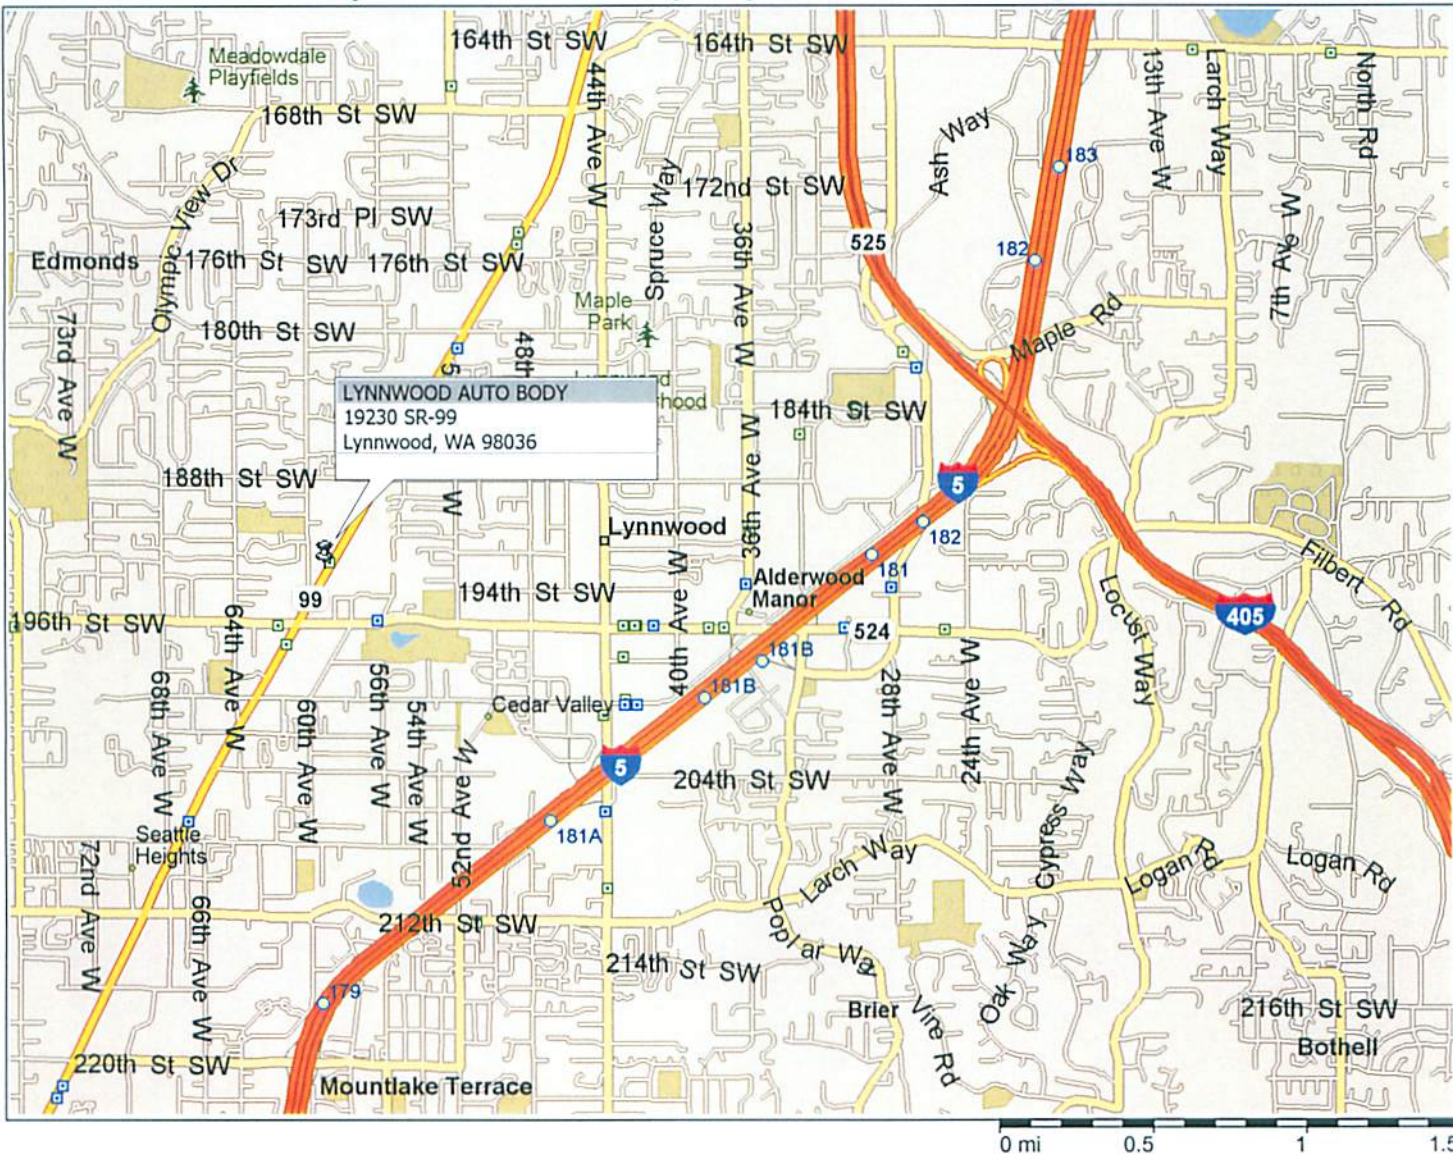 164th St SW
164th St SW
Meadowdale
Playfields
44th Ave W
13th Ave W
Larch Way
North Rd
168th St SW
Ash Way
183
Olympic View Dr
Spruce Way
172nd St SW
173rd Pl SW
36th Ave W
525
182
7th Ave W
Edmonds
176th St SW
176th St SW
Maple
Park
Maple Rd
73rd Ave W
180th St SW
48th
5
LYNNWOOD AUTO BODY
19230 SR-99
Lynnwood, WA 98036
184th St SW
188th St SW
W
36th Ave W
5
Lynnwood
182
181
Filbert Rd
Alderwood
Manor
194th St SW
99
40th Ave W
Locust Way
405
196th St SW
64th Ave W
524
181B
68th Ave W
56th Ave W
181B
28th Ave W
24th Ave W
60th Ave W
54th Ave W
Cedar Valley
52nd Ave W
5
204th St SW
Cypress Way
Seattle
Heights
181A
72nd Ave W
Larch Way
Logan Rd
Logan Rd
66th Ave W
212th St SW
Poplar Way
214th St SW
Oak Way
179
Brier
Vine Rd
216th St SW
Bothell
220th St SW
Mountlake Terrace
0 mi
0.5
1
1.5